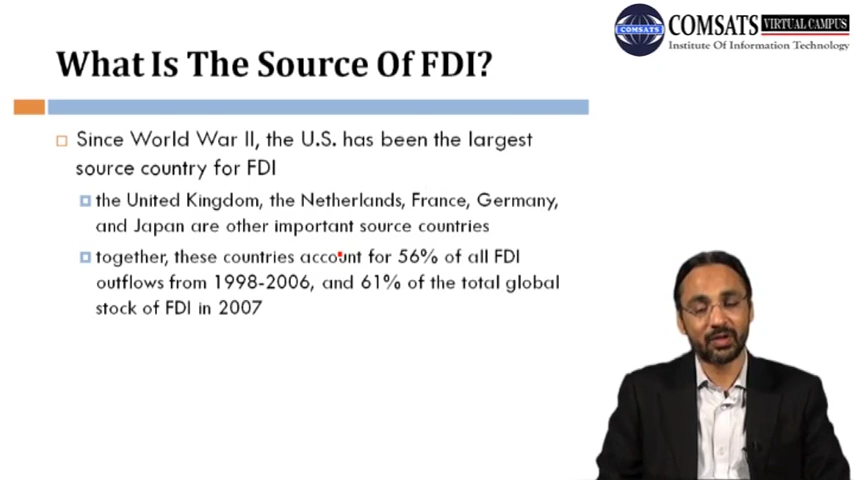 COMSATS VIRTUAL CAMPUS
COMSATS
Institute Of Information Technology
What Is The Source Of FDI?
Since World War II, the U.S. has been the largest
source country for FDI
the United Kingdom, the Netherlands, France, Germany,
and Japan are other important source countries
together, these countries account for 56% of all FDI
outflows from 1998-2006, and 61% of the total global
stock of FDI in 2007